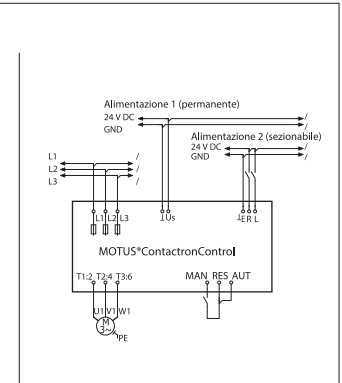 Alimentazione 1 (permanente)
24 V DC
GND
Alimentazione 2 (sezionabile)
24 V DC
GND
L1
L2
L3
L1 L2 L3
⊥ Us
⊥E R L
MOTUS®ContactronControl
T1:2 T2:4 T3:6
MAN RES AUT
U1 V1 W1
M
3~
PE